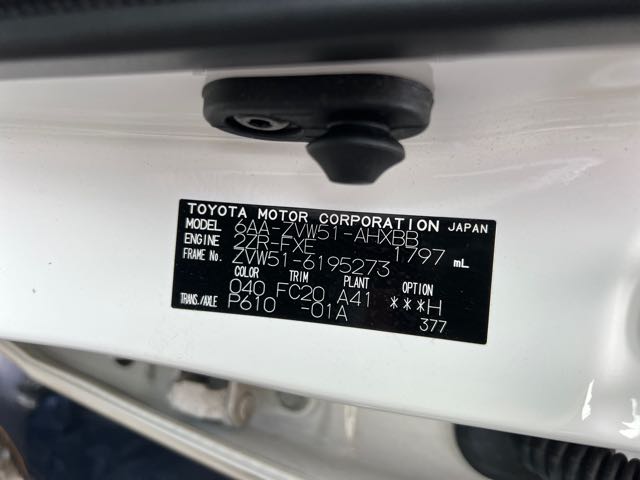 TOYOTA MOTOR CORPORATION JAPAN
MODEL 6AA-ZVW51-AHXBB
ENGINE 2ZR-FXE 1797 mL
FRAME No. ZVW51-6195273
COLOR TRIM PLANT OPTION
040 FC20 A41 ***H
TRANS./AXLE P610 -01A 377